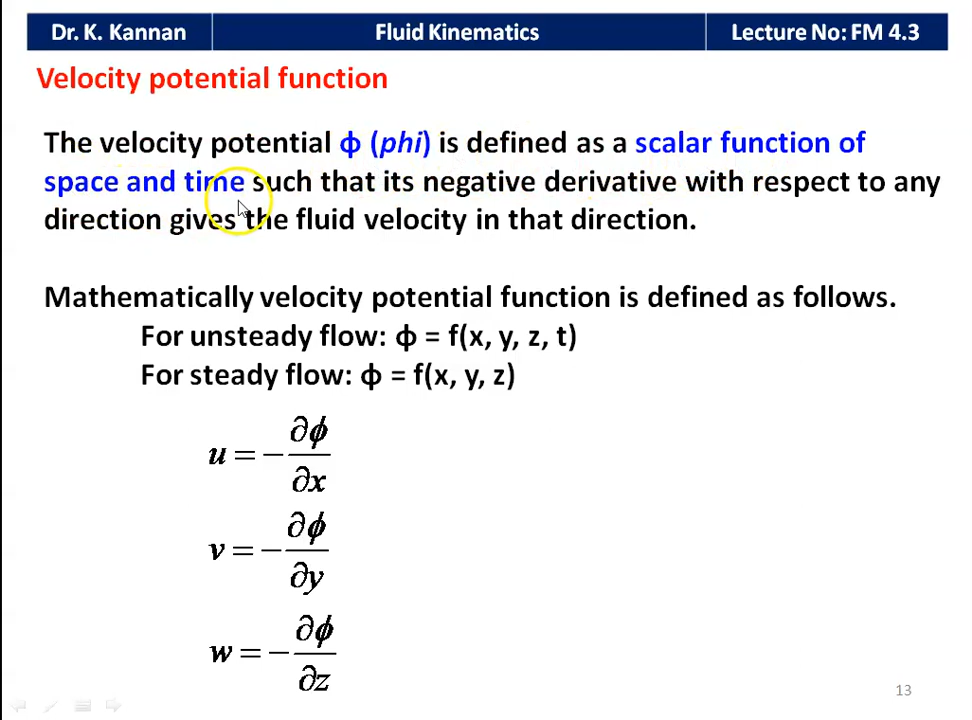 Dr. K. Kannan Fluid Kinematics Lecture No: FM 4.3
Velocity potential function
The velocity potential ϕ (phi) is defined as a scalar function of
space and time such that its negative derivative with respect to any
direction gives the fluid velocity in that direction.
Mathematically velocity potential function is defined as follows.
For unsteady flow: ϕ = f(x, y, z, t)
For steady flow: ϕ = f(x, y, z)
u = −∂ϕ/∂x
v = −∂ϕ/∂y
w = −∂ϕ/∂z
13